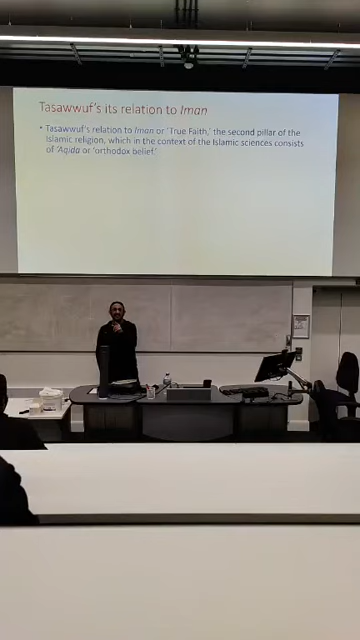 Tasawwuf's its relation to Iman
• Tasawwuf's relation to Iman or 'True Faith,' the second pillar of the
Islamic religion, which in the context of the Islamic sciences consists
of 'Aqida or 'orthodox belief.'